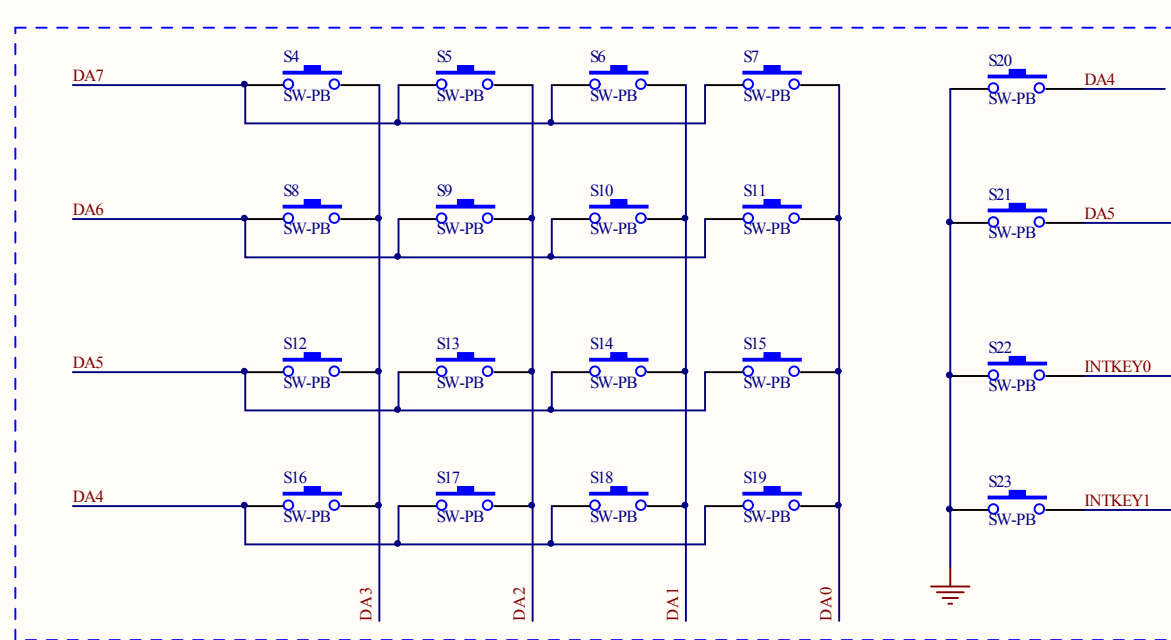 S4 S5 S6 S7 S20
DA7 DA4
SW-PB SW-PB SW-PB SW-PB SW-PB
S8 S9 S10 S11 S21
DA6 DA5
SW-PB SW-PB SW-PB SW-PB SW-PB
S12 S13 S14 S15 S22
DA5 INTKEY0
SW-PB SW-PB SW-PB SW-PB SW-PB
S16 S17 S18 S19 S23
DA4 INTKEY1
SW-PB SW-PB SW-PB SW-PB SW-PB
DA3 DA2 DA1 DA0